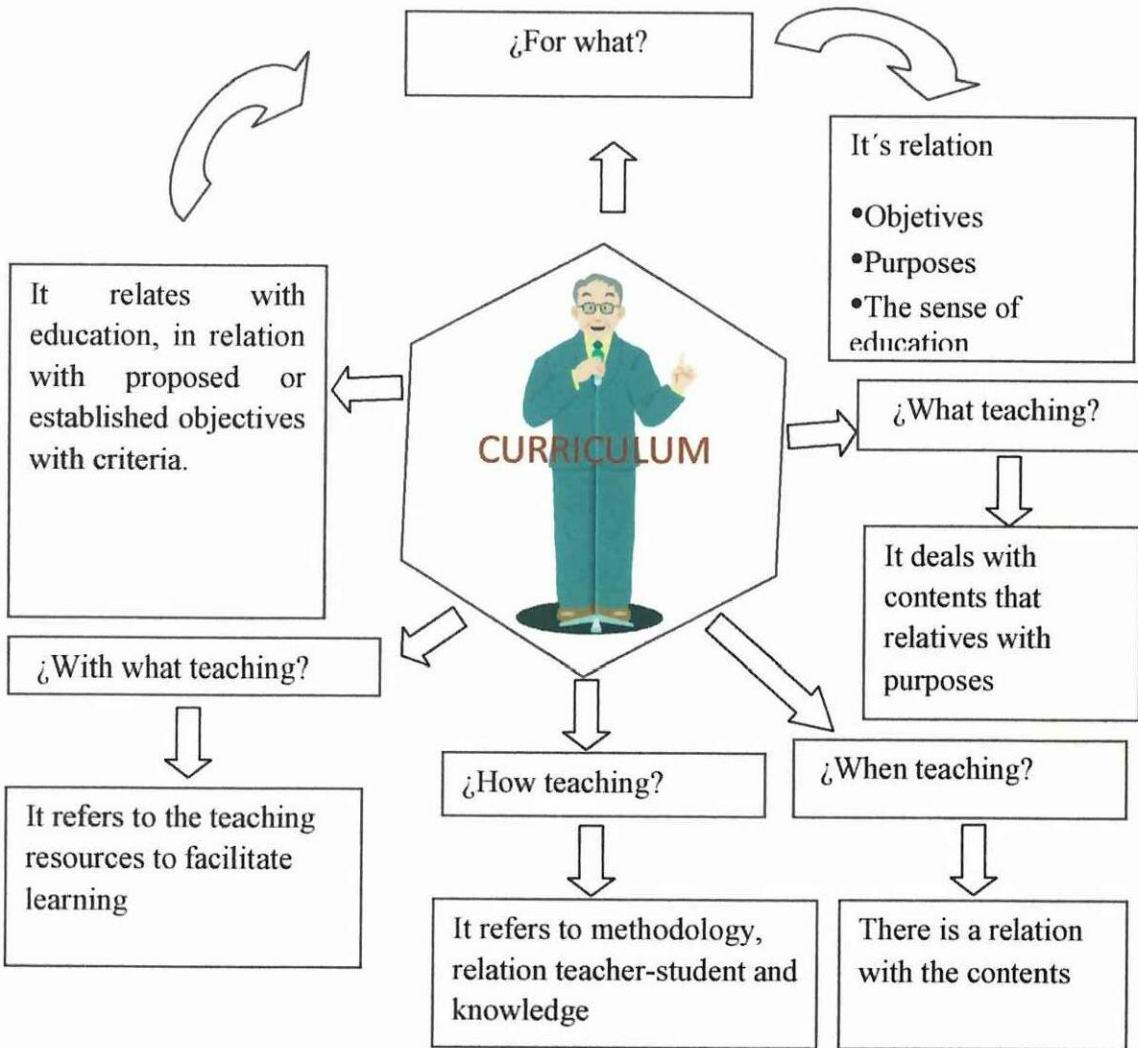 ¿For what?
It´s relation
•Objetives
•Purposes
•The sense of
education
It relates with
education, in relation
with proposed or
established objectives
with criteria.
CURRICULUM
¿What teaching?
It deals with
contents that
relatives with
purposes
¿With what teaching?
It refers to the teaching
resources to facilitate
learning
¿How teaching?
It refers to methodology,
relation teacher-student and
knowledge
¿When teaching?
There is a relation
with the contents